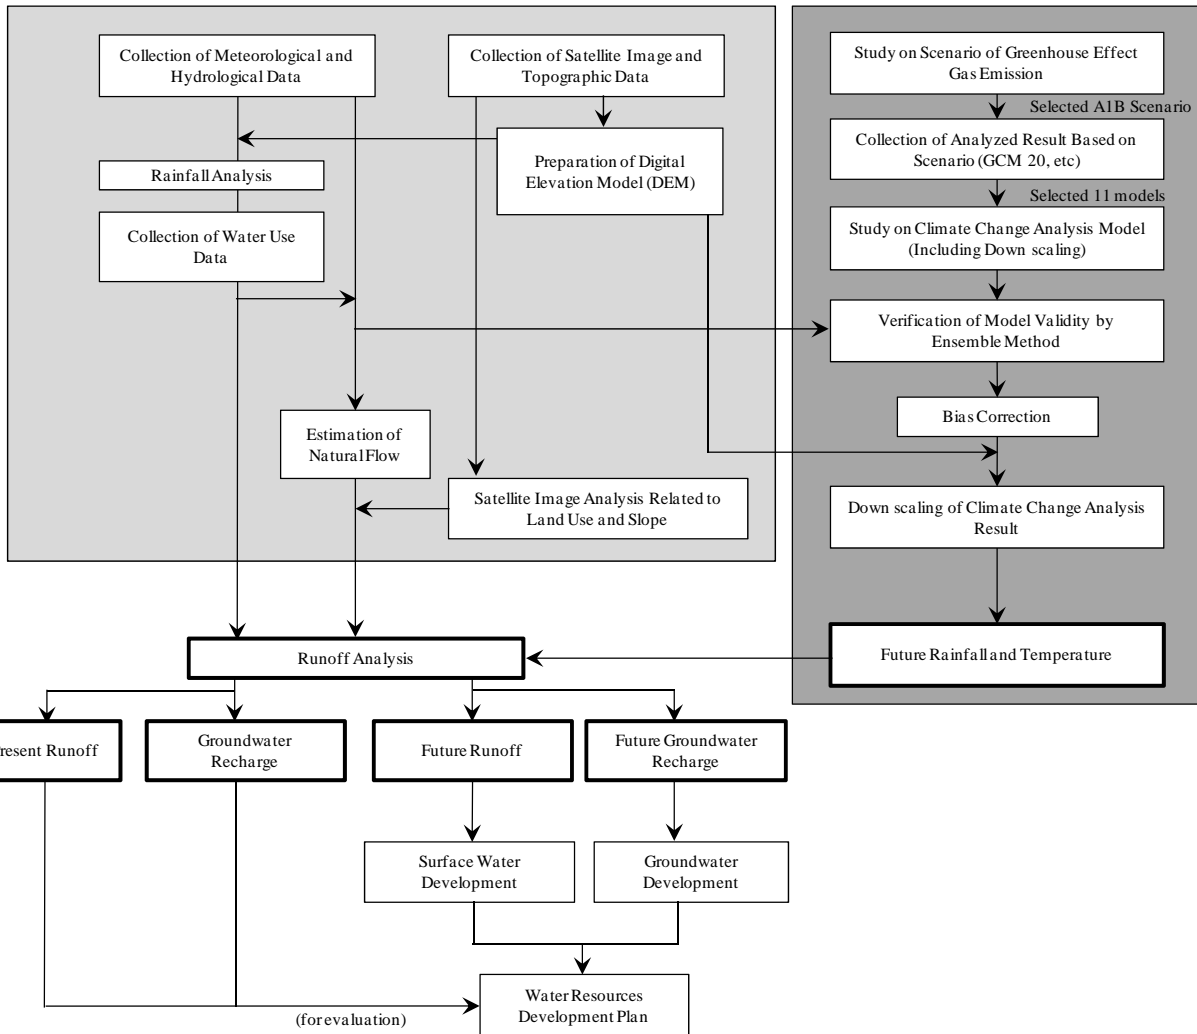 Collection of Meteorological and
Hydrological Data
Collection of Satellite Image and
Topographic Data
Preparation of Digital
Elevation Model (DEM)
Rainfall Analysis
Collection of Water Use
Data
Estimation of
Natural Flow
Satellite Image Analysis Related to
Land Use and Slope
Study on Scenario of Greenhouse Effect
Gas Emission
Selected A1B Scenario
Collection of Analyzed Result Based on
Scenario (GCM 20, etc)
Selected 11 models
Study on Climate Change Analysis Model
(Including Down scaling)
Verification of Model Validity by
Ensemble Method
Bias Correction
Down scaling of Climate Change Analysis
Result
Future Rainfall and Temperature
Runoff Analysis
resent Runoff
Groundwater
Recharge
Future Runoff
Future Groundwater
Recharge
Surface Water
Development
Groundwater
Development
Water Resources
Development Plan
(for evaluation)